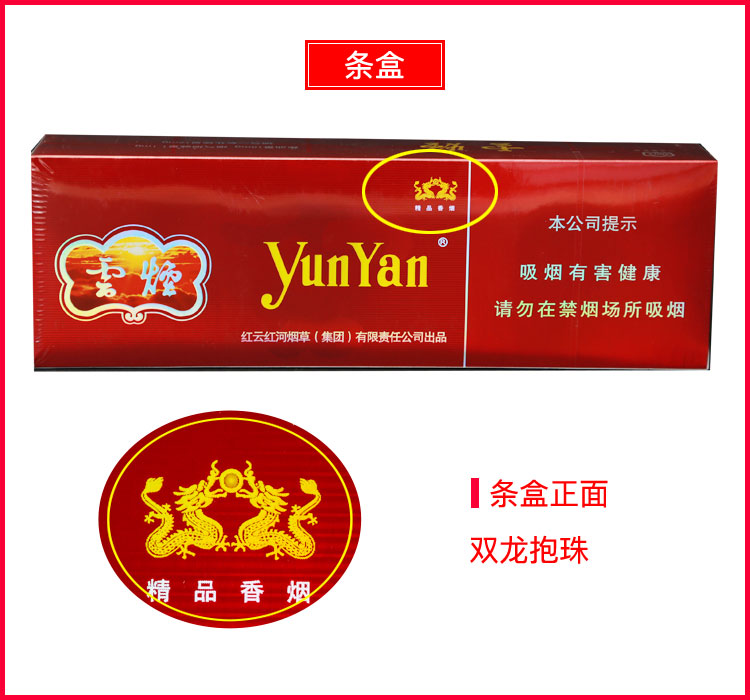 条盒
精品香烟
雲煙
YunYan®
红云红河烟草(集团)有限责任公司出品
本公司提示
吸烟有害健康
请勿在禁烟场所吸烟
精品香烟
条盒正面
双龙抱珠